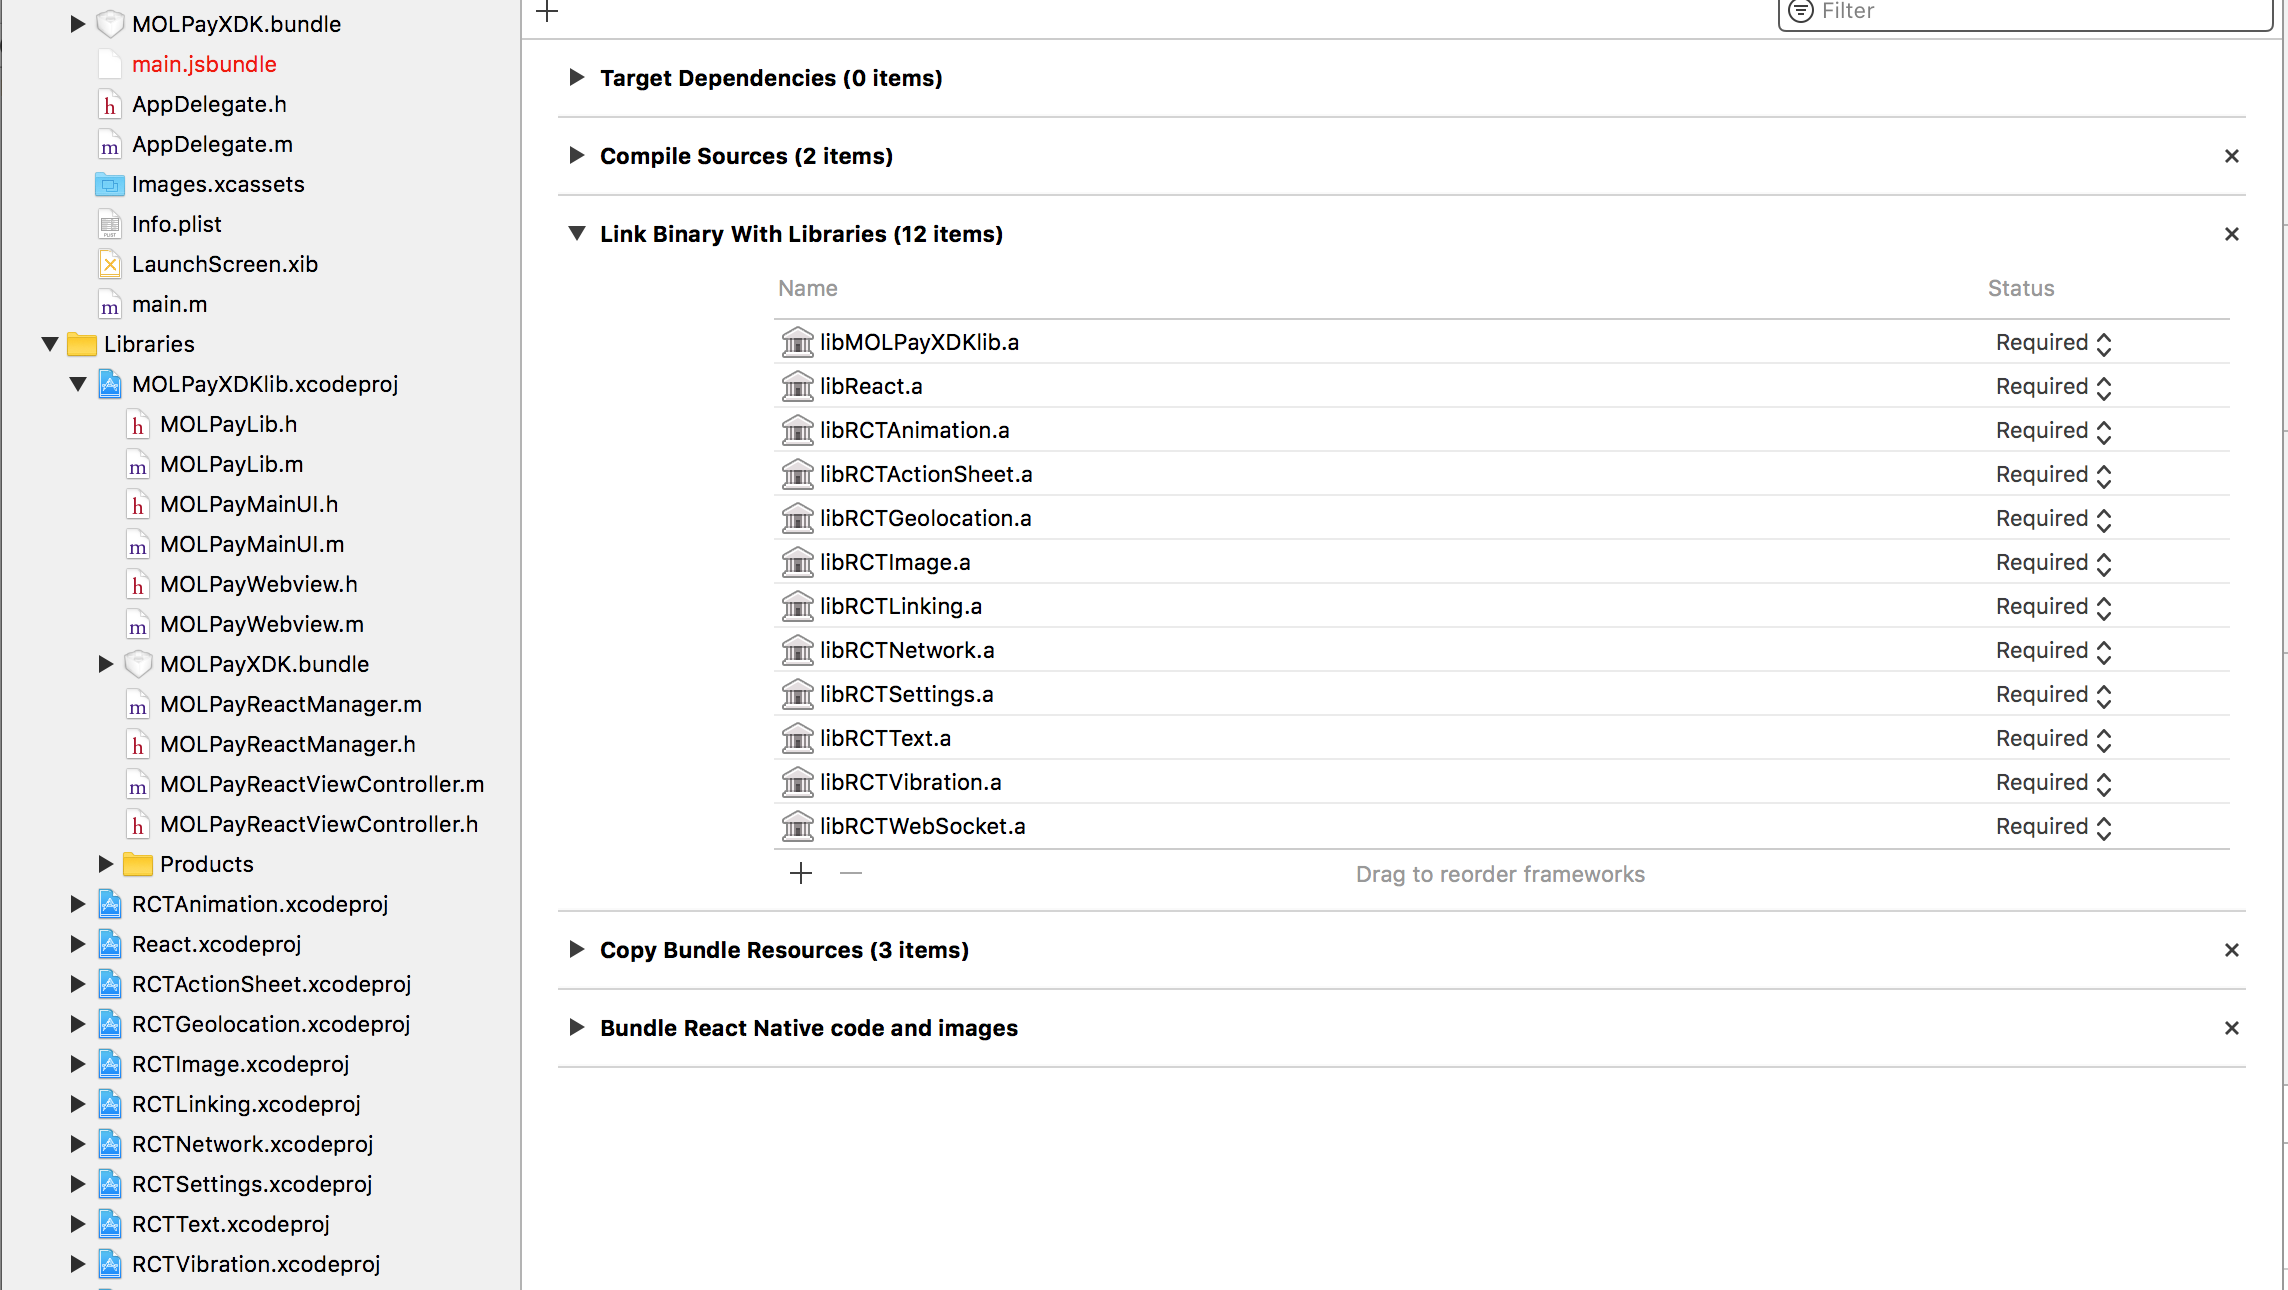 MOLPayXDK.bundle
main.jsbundle
AppDelegate.h
AppDelegate.m
Images.xcassets
Info.plist
LaunchScreen.xib
main.m
Libraries
MOLPayXDKlib.xcodeproj
MOLPayLib.h
MOLPayLib.m
MOLPayMainUI.h
MOLPayMainUI.m
MOLPayWebview.h
MOLPayWebview.m
MOLPayXDK.bundle
MOLPayReactManager.m
MOLPayReactManager.h
MOLPayReactViewController.m
MOLPayReactViewController.h
Products
RCTAnimation.xcodeproj
React.xcodeproj
RCTActionSheet.xcodeproj
RCTGeolocation.xcodeproj
RCTImage.xcodeproj
RCTLinking.xcodeproj
RCTNetwork.xcodeproj
RCTSettings.xcodeproj
RCTText.xcodeproj
RCTVibration.xcodeproj
Filter
Target Dependencies (0 items)
Compile Sources (2 items)
Link Binary With Libraries (12 items)
Name Status
libMOLPayXDKlib.a Required
libReact.a Required
libRCTAnimation.a Required
libRCTActionSheet.a Required
libRCTGeolocation.a Required
libRCTImage.a Required
libRCTLinking.a Required
libRCTNetwork.a Required
libRCTSettings.a Required
libRCTText.a Required
libRCTVibration.a Required
libRCTWebSocket.a Required
Drag to reorder frameworks
Copy Bundle Resources (3 items)
Bundle React Native code and images